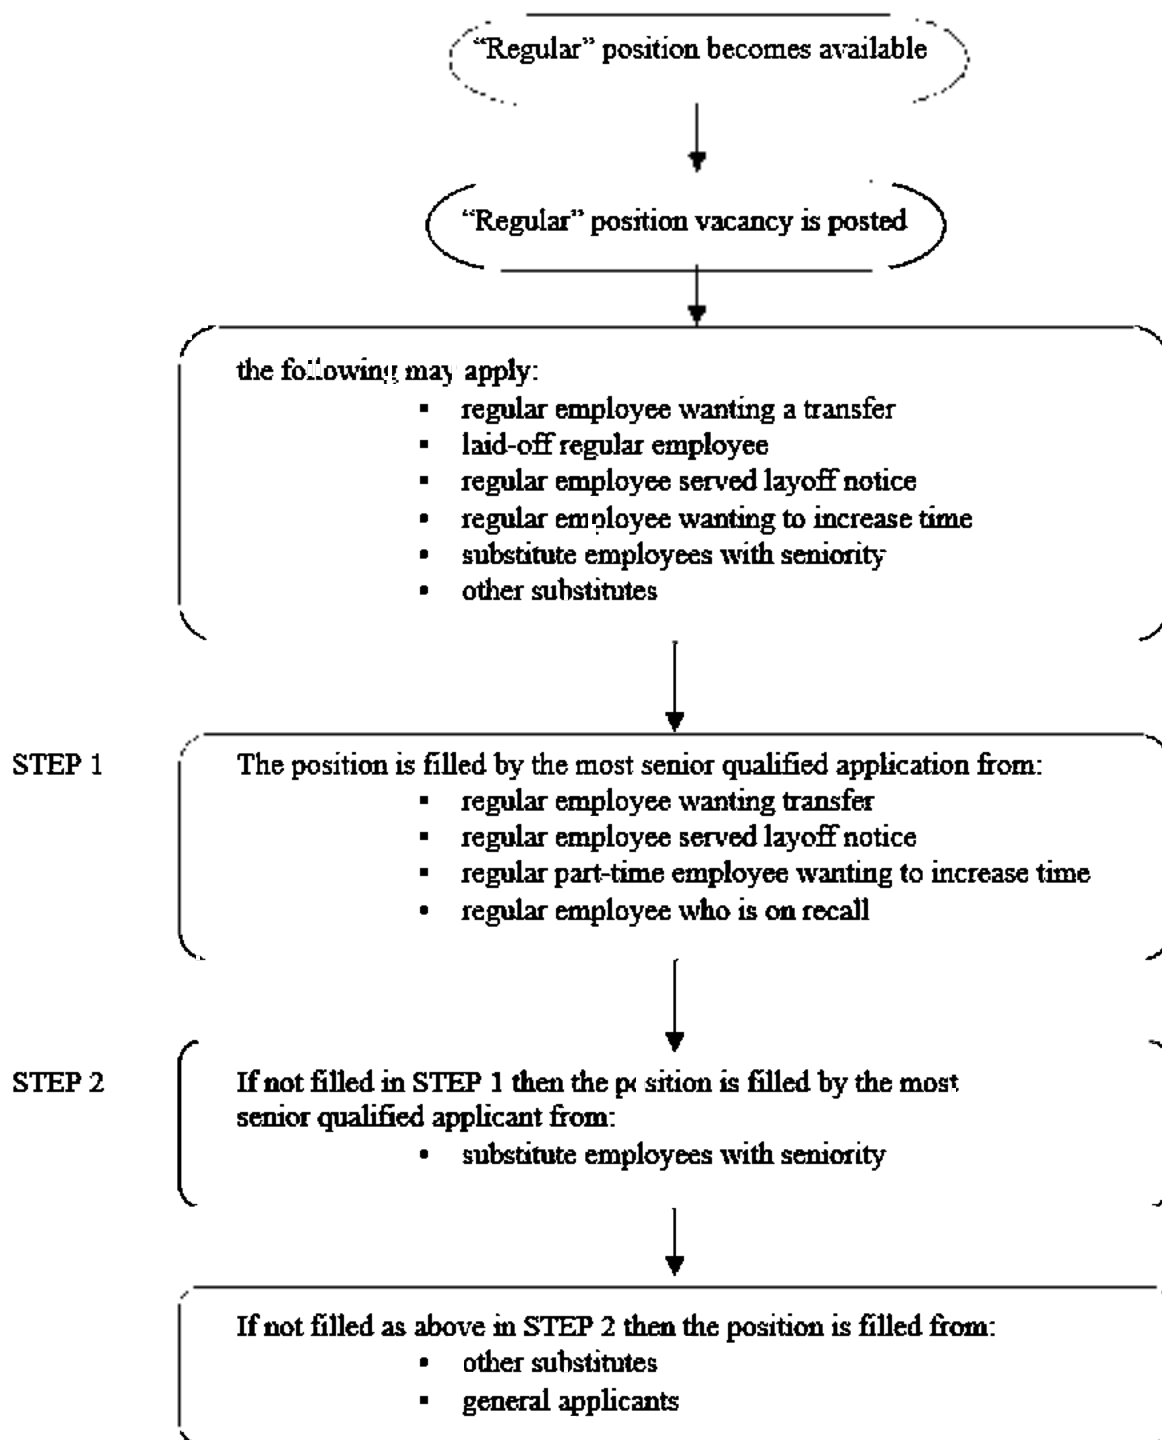 “Regular” position becomes available
“Regular” position vacancy is posted
the following may apply:
▪ regular employee wanting a transfer
▪ laid-off regular employee
▪ regular employee served layoff notice
• regular employee wanting to increase time
• substitute employees with seniority
• other substitutes
STEP 1 The position is filled by the most senior qualified application from:
▪ regular employee wanting transfer
▪ regular employee served layoff notice
▪ regular part-time employee wanting to increase time
• regular employee who is on recall
STEP 2 If not filled in STEP 1 then the position is filled by the most
senior qualified applicant from:
• substitute employees with seniority
If not filled as above in STEP 2 then the position is filled from:
• other substitutes
▪ general applicants